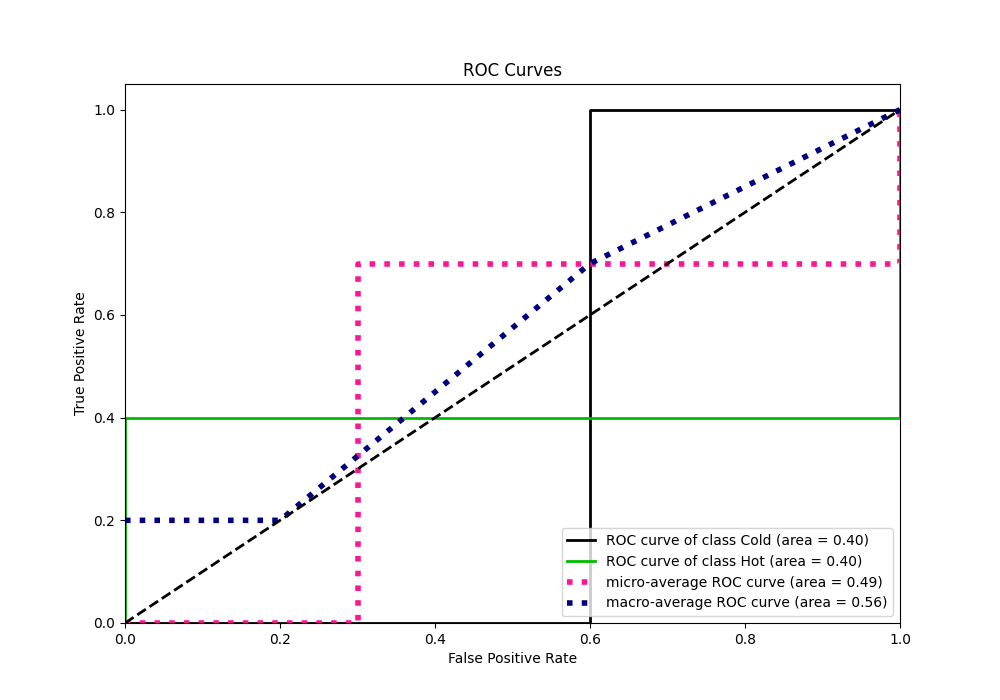 ROC Curves
True Positive Rate
1.0
0.8
0.6
0.4
0.2
0.0
ROC curve of class Cold (area = 0.40)
ROC curve of class Hot (area = 0.40)
micro-average ROC curve (area = 0.49)
macro-average ROC curve (area = 0.56)
0.0 0.2 0.4 0.6 0.8 1.0
False Positive Rate